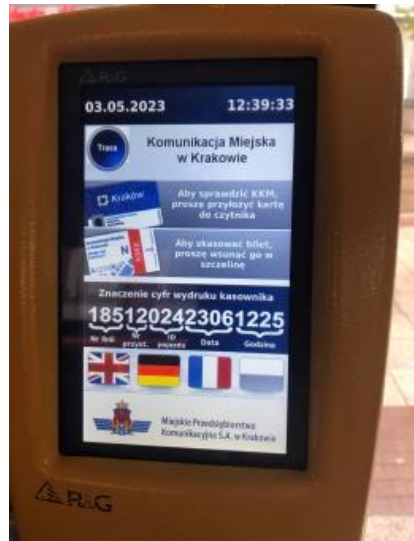 R&G
03.05.2023 12:39:33
Trasa
Komunikacja Miejska
w Krakowie
Kraków
Aby sprawdzić KKM,
proszę przyłożyć kartę
do czytnika
Aby skasować bilet,
proszę wsunąć go w
szczelinę
Znaczenie cyfr wydruku kasownika
1851202423061225
Nr linii Nr przyst. ID pojazdu Data Godzina
Miejskie Przedsiębiorstwo
Komunikacyjne S.A. w Krakowie
R&G